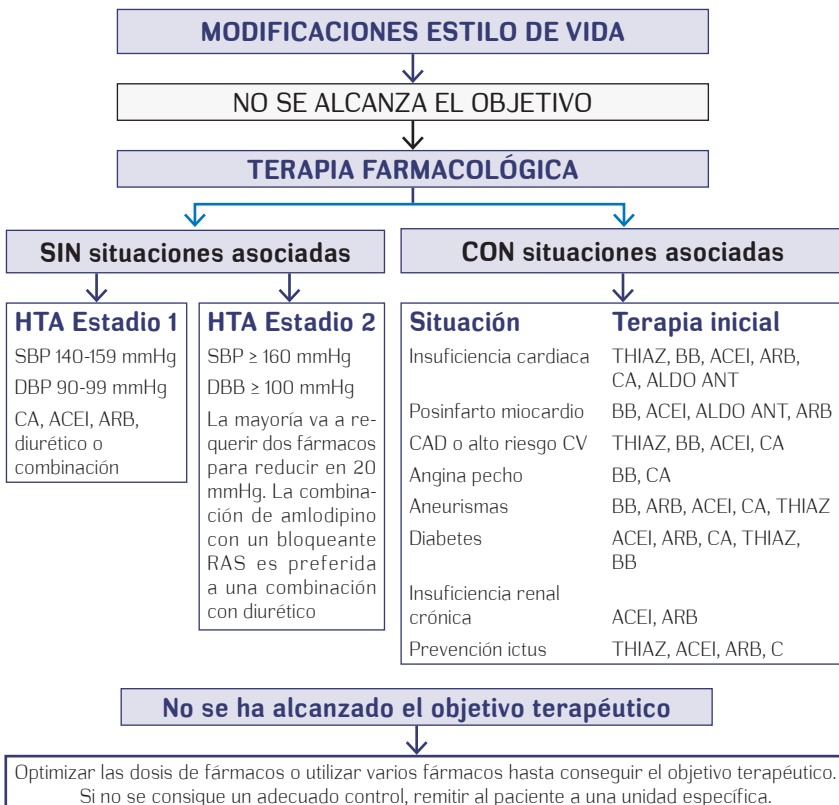 MODIFICACIONES ESTILO DE VIDA
NO SE ALCANZA EL OBJETIVO
TERAPIA FARMACOLÓGICA
SIN situaciones asociadas
HTA Estadio 1
SBP 140-159 mmHg
DBP 90-99 mmHg
CA, ACEI, ARB,
diurético o
combinación
HTA Estadio 2
SBP ≥ 160 mmHg
DBB ≥ 100 mmHg
La mayoría va a re-
querir dos fármacos
para reducir en 20
mmHg. La combina-
ción de amlodipino
con un bloqueante
RAS es preferida
a una combinación
con diurético
CON situaciones asociadas
Situación Terapia inicial
Insuficiencia cardiaca THIAZ, BB, ACEI, ARB,
CA, ALDO ANT
Posinfarto miocardio BB, ACEI, ALDO ANT, ARB
CAD o alto riesgo CV THIAZ, BB, ACEI, CA
Angina pecho BB, CA
Aneurismas BB, ARB, ACEI, CA, THIAZ
Diabetes ACEI, ARB, CA, THIAZ,
BB
Insuficiencia renal
crónica ACEI, ARB
Prevención ictus THIAZ, ACEI, ARB, C
No se ha alcanzado el objetivo terapéutico
Optimizar las dosis de fármacos o utilizar varios fármacos hasta conseguir el objetivo terapéutico.
Si no se consigue un adecuado control, remitir al paciente a una unidad específica.